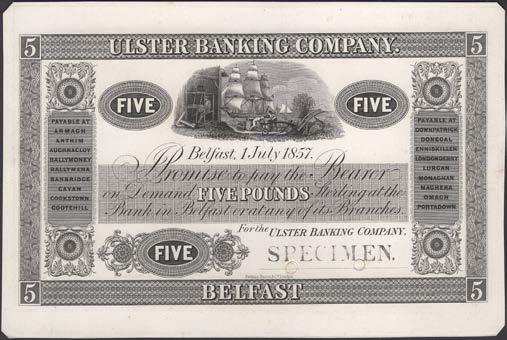 5 ULSTER BANKING COMPANY. 5
FIVE FIVE
PAYABLE AT
ARMAGH
ANTRIM
AUGHNACLOY
BALLYMONEY
BALLYMENA
BANBRIDGE
CAVAN
COOKSTOWN
COOTEHILL
PAYABLE AT
DOWNPATRICK
DONEGAL
ENNISKILLEN
LONDONDERRY
LURGAN
MONAGHAN
MAGHERA
OMAGH
PORTADOWN
Belfast, 1 July 1857.
I Promise to pay the Bearer
on Demand FIVE POUNDS Sterling at the
Bank in Belfast or at any of its Branches.
For the ULSTER BANKING COMPANY.
FIVE
SPECIMEN.
5 BELFAST 5